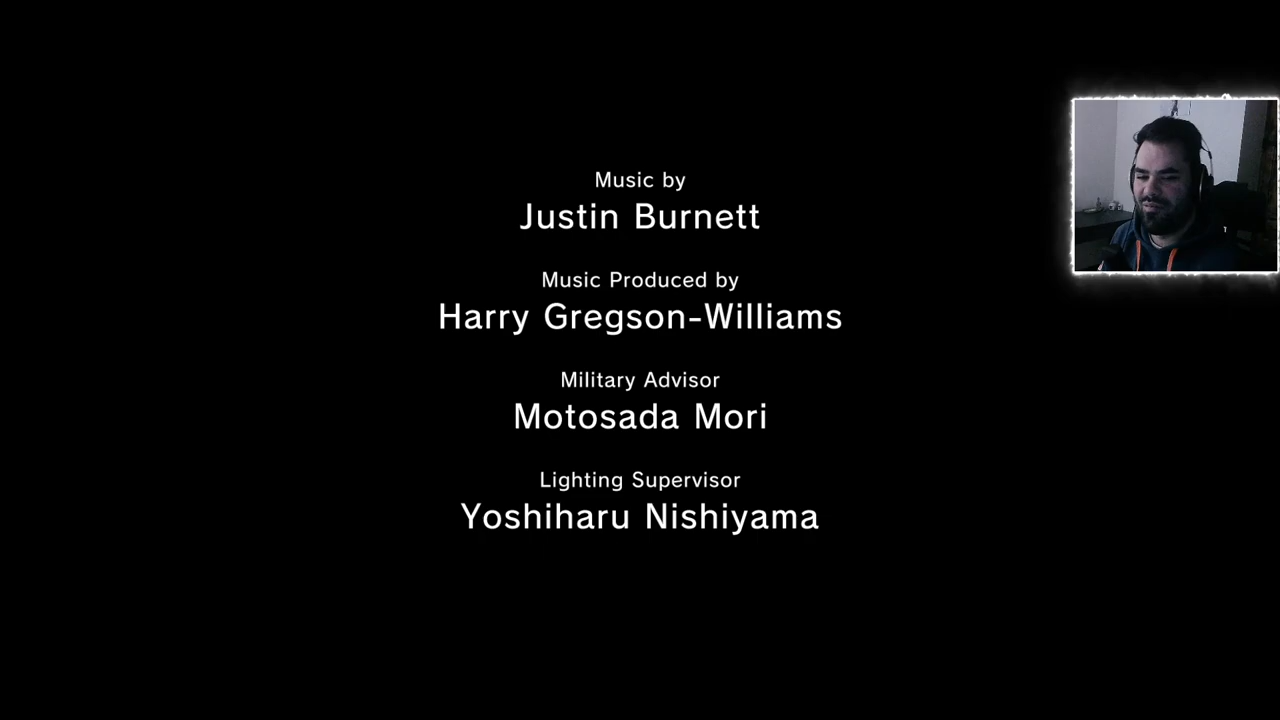 Music by
Justin Burnett
Music Produced by
Harry Gregson-Williams
Military Advisor
Motosada Mori
Lighting Supervisor
Yoshiharu Nishiyama